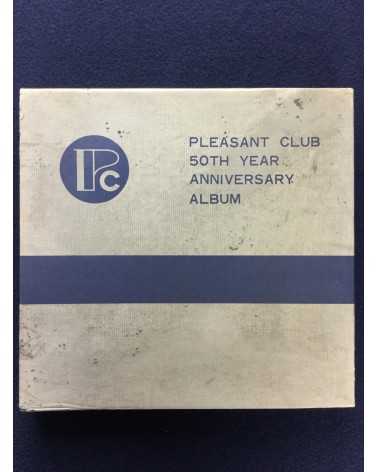 PC
PLEASANT CLUB
50TH YEAR
ANNIVERSARY
ALBUM